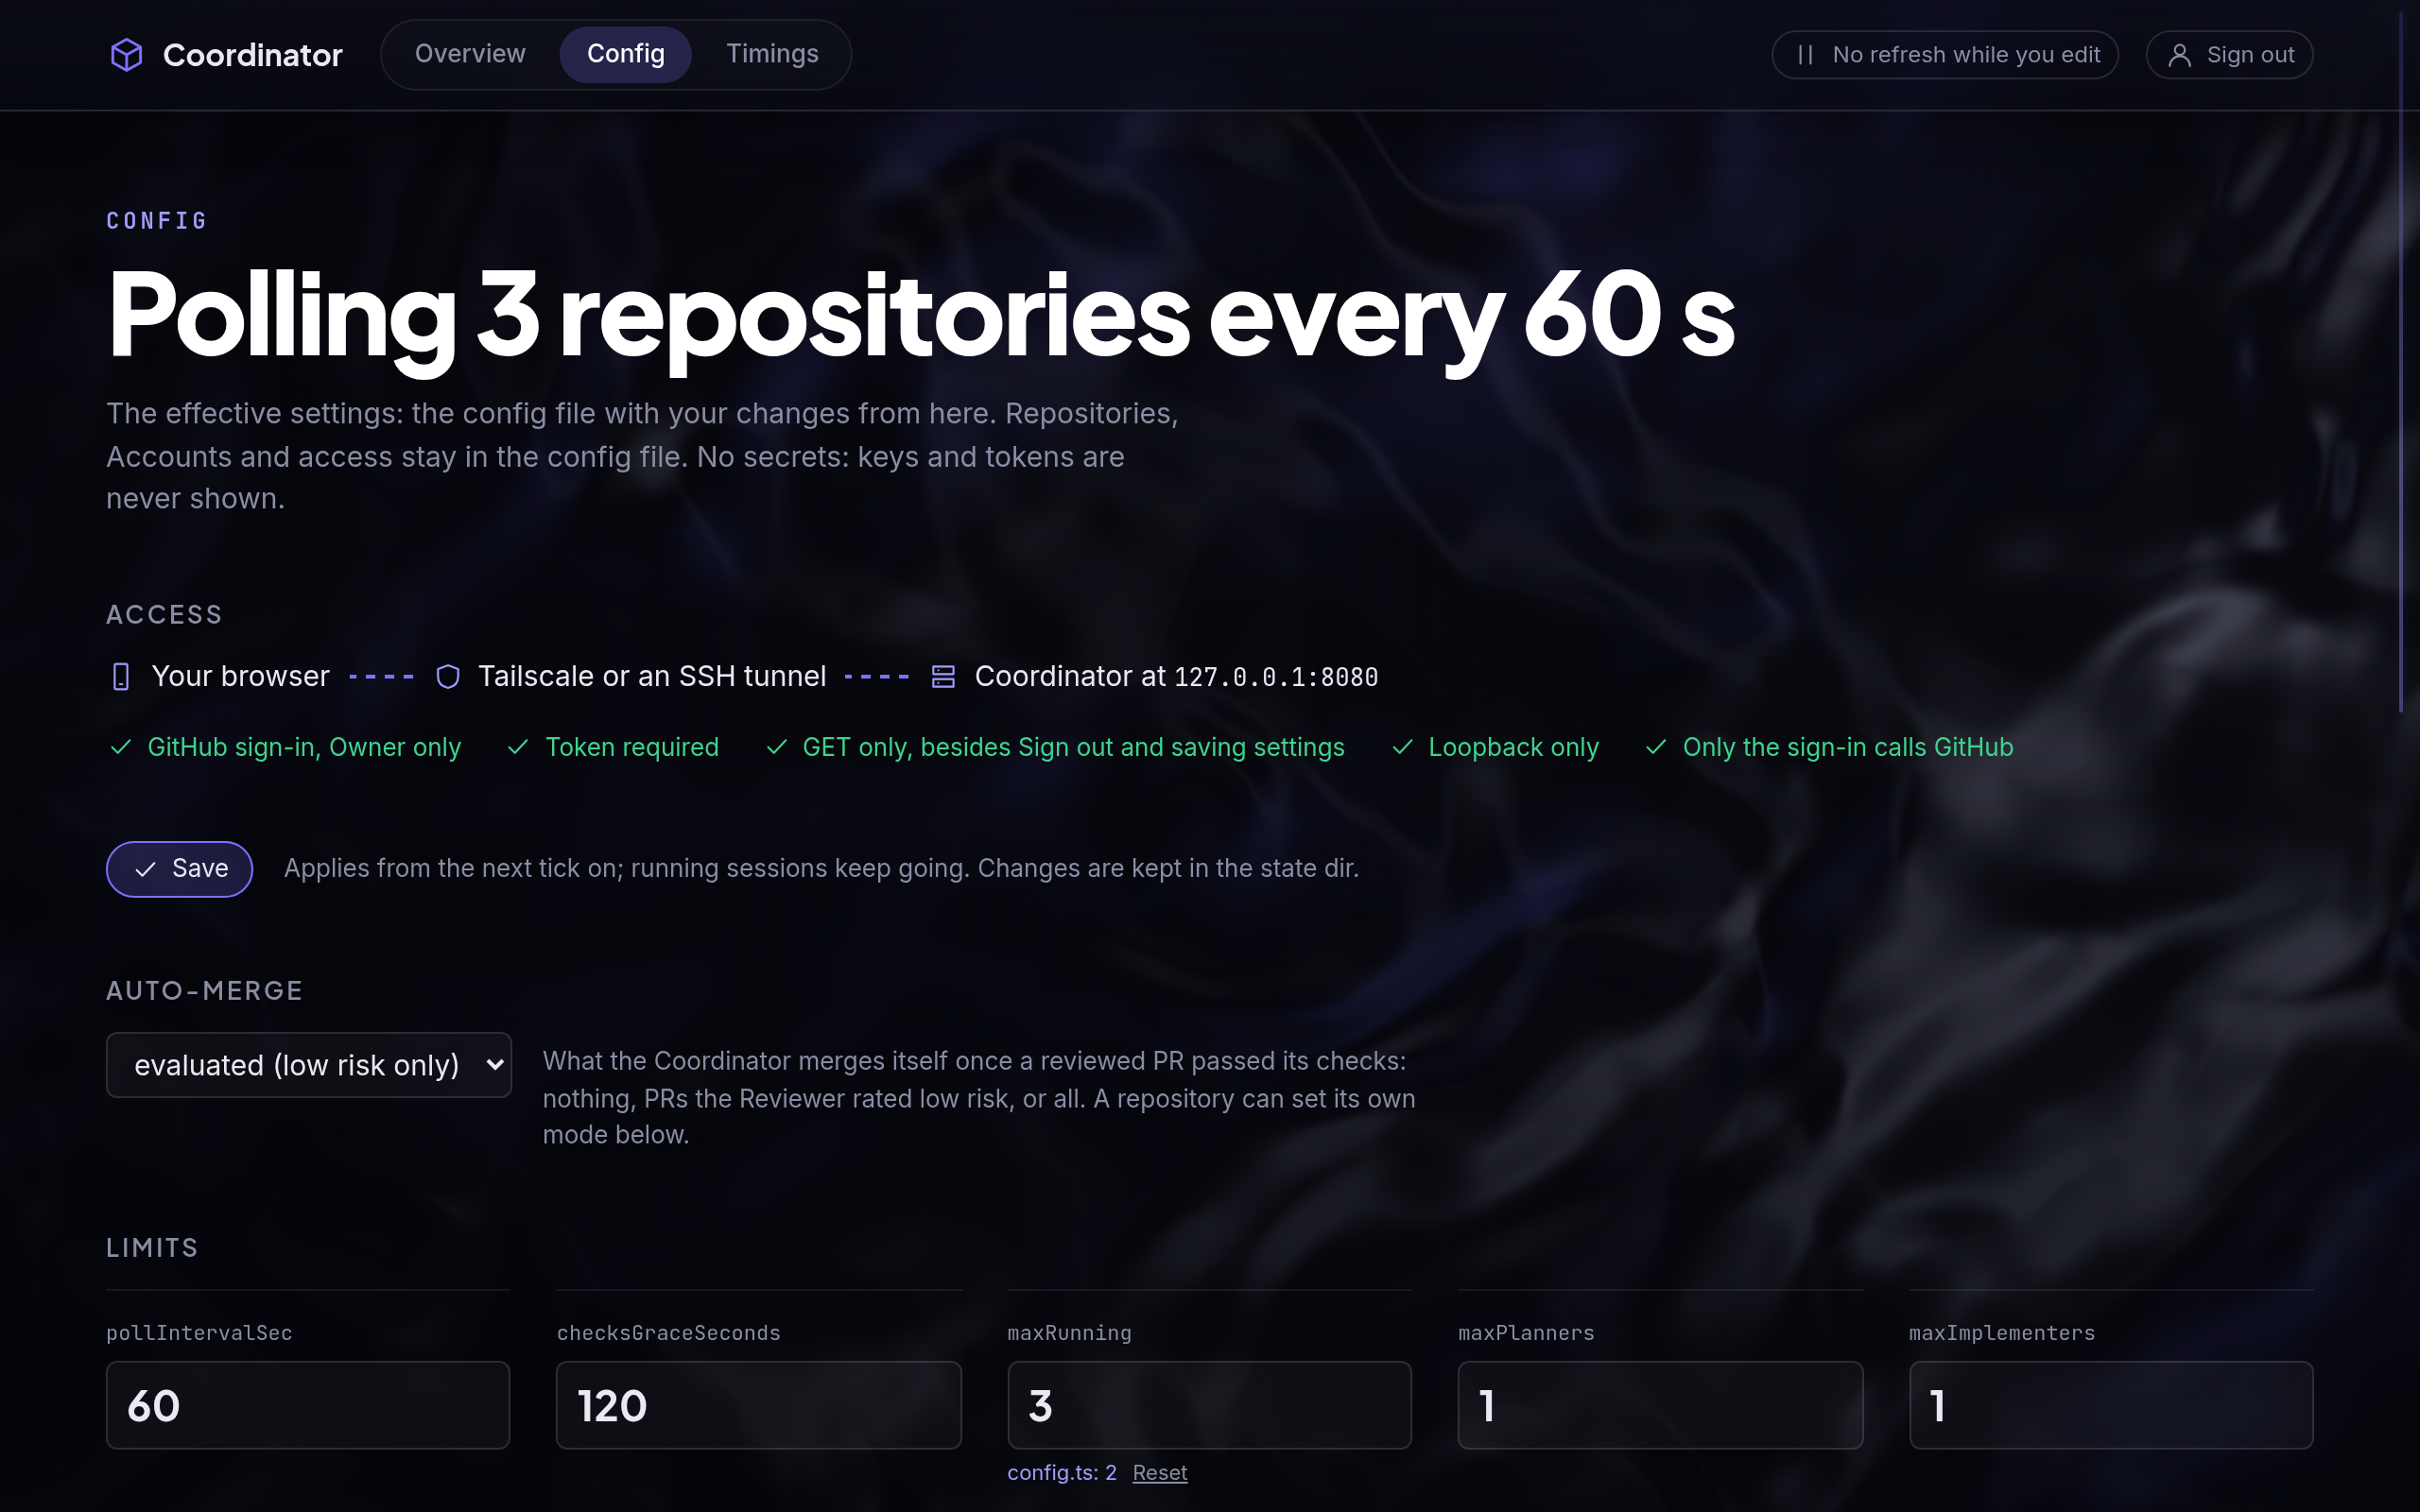 Coordinator
Overview
Config
Timings
No refresh while you edit
Sign out
CONFIG
Polling 3 repositories every 60 s
The effective settings: the config file with your changes from here. Repositories,
Accounts and access stay in the config file. No secrets: keys and tokens are
never shown.
ACCESS
Your browser
Tailscale or an SSH tunnel
Coordinator at 127.0.0.1:8080
GitHub sign-in, Owner only
Token required
GET only, besides Sign out and saving settings
Loopback only
Only the sign-in calls GitHub
Save
Applies from the next tick on; running sessions keep going. Changes are kept in the state dir.
AUTO-MERGE
evaluated (low risk only)
What the Coordinator merges itself once a reviewed PR passed its checks:
nothing, PRs the Reviewer rated low risk, or all. A repository can set its own
mode below.
LIMITS
pollIntervalSec
checksGraceSeconds
maxRunning
maxPlanners
maxImplementers
60
120
3
1
1
config.ts: 2
Reset